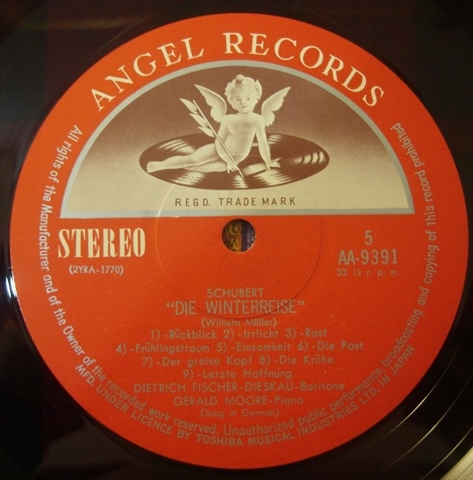 ANGEL RECORDS
REGD. TRADE MARK
STEREO
(2YRA-1770)
5
AA-9391
33 ⅓ r. p. m.
SCHUBERT
"DIE WINTERREISE"
(Wilhelm Müller)
1)-Rückblick 2)-Irrlicht 3)-Rast
4)-Frühlingstraum 5)-Einsamkeit 6)-Die Post
7)-Der greise Kopf 8)-Die Krähe
9)-Letzte Hoffnung
DIETRICH FISCHER-DIESKAU-Baritone
GERALD MOORE-Piano
(Sung in German)
All rights of the Manufacturer and of the Owner of the recorded work reserved. Unauthorized public performance, broadcasting and copying of this record prohibited
MFD. UNDER LICENCE BY TOSHIBA MUSICAL INDUSTRIES LTD. IN JAPAN